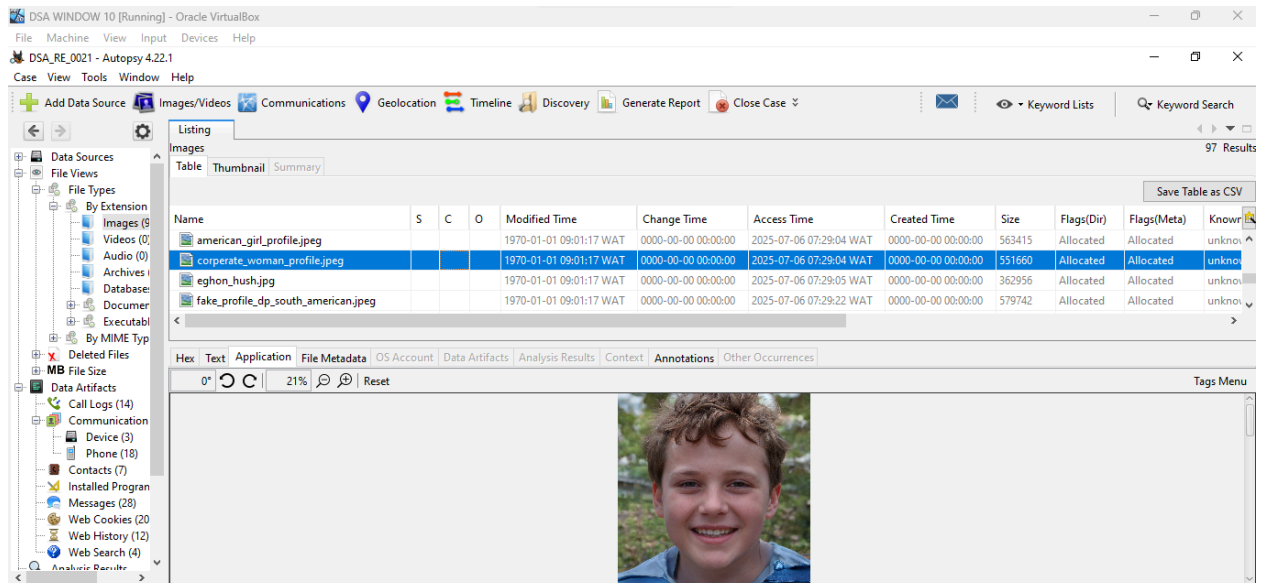 DSA WINDOW 10 [Running] - Oracle VirtualBox
File Machine View Input Devices Help
DSA_RE_0021 - Autopsy 4.22.1
Case View Tools Window Help
Add Data Source Images/Videos Communications Geolocation Timeline Discovery Generate Report Close Case Keyword Lists Keyword Search
Listing
Images 97 Results
Table Thumbnail Summary
Save Table as CSV
Name S C O Modified Time Change Time Access Time Created Time Size Flags(Dir) Flags(Meta) Known
american_girl_profile.jpeg 1970-01-01 09:01:17 WAT 0000-00-00 00:00:00 2025-07-06 07:29:04 WAT 0000-00-00 00:00:00 563415 Allocated Allocated unknov
corperate_woman_profile.jpeg 1970-01-01 09:01:17 WAT 0000-00-00 00:00:00 2025-07-06 07:29:04 WAT 0000-00-00 00:00:00 551660 Allocated Allocated unknov
eghon_hush.jpg 1970-01-01 09:01:17 WAT 0000-00-00 00:00:00 2025-07-06 07:29:05 WAT 0000-00-00 00:00:00 362956 Allocated Allocated unknov
fake_profile_dp_south_american.jpeg 1970-01-01 09:01:17 WAT 0000-00-00 00:00:00 2025-07-06 07:29:22 WAT 0000-00-00 00:00:00 579742 Allocated Allocated unknov
Data Sources
File Views
File Types
By Extension
Images (9
Videos (0)
Audio (0)
Archives (
Database:
Documer
Executabl
By MIME Typ
Deleted Files
MB File Size
Data Artifacts
Call Logs (14)
Communication
Device (3)
Phone (18)
Contacts (7)
Installed Progran
Messages (28)
Web Cookies (20
Web History (12)
Web Search (4)
Analysis Results
Hex Text Application File Metadata OS Account Data Artifacts Analysis Results Context Annotations Other Occurrences
0° 21% Reset Tags Menu